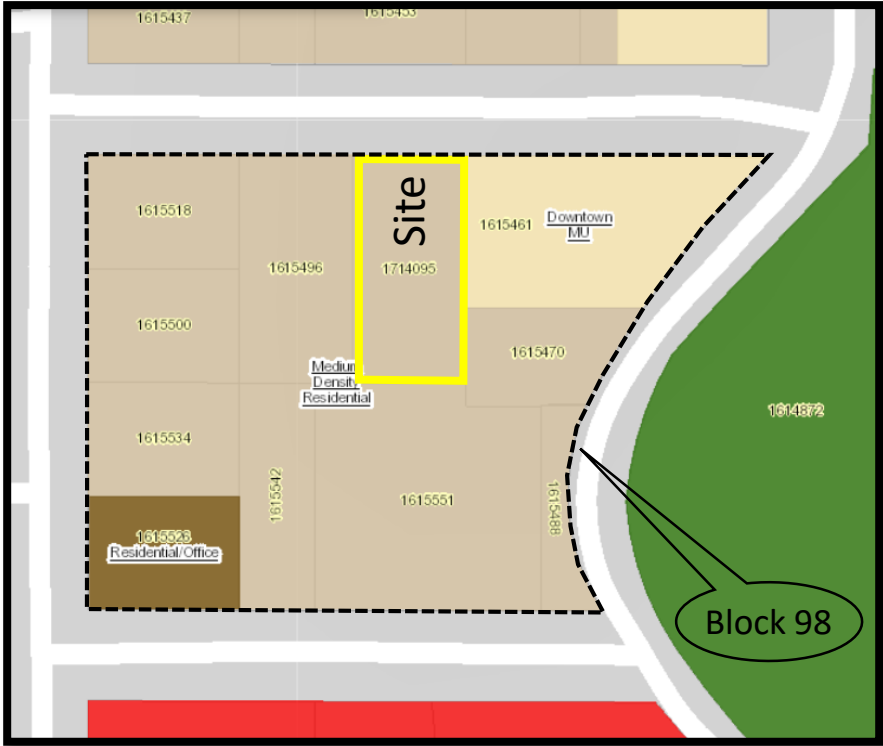 1615437
1615453
1615518
Site
1615461
Downtown
MU
1615496
1714095
1615500
1615470
Medium
Density
Residential
1614872
1615534
1615542
1615551
1615488
1615526
Residential/Office
Block 98